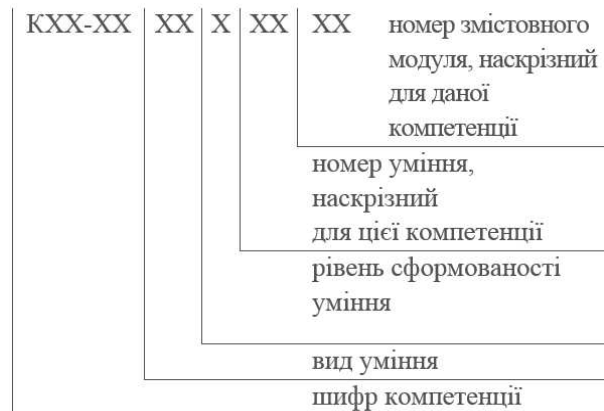 КХХ-ХХ ХХ Х ХХ ХХ номер змістовного
модуля, наскрізний
для даної
компетенції
номер уміння,
наскрізний
для цієї компетенції
рівень сформованості
уміння
вид уміння
шифр компетенції